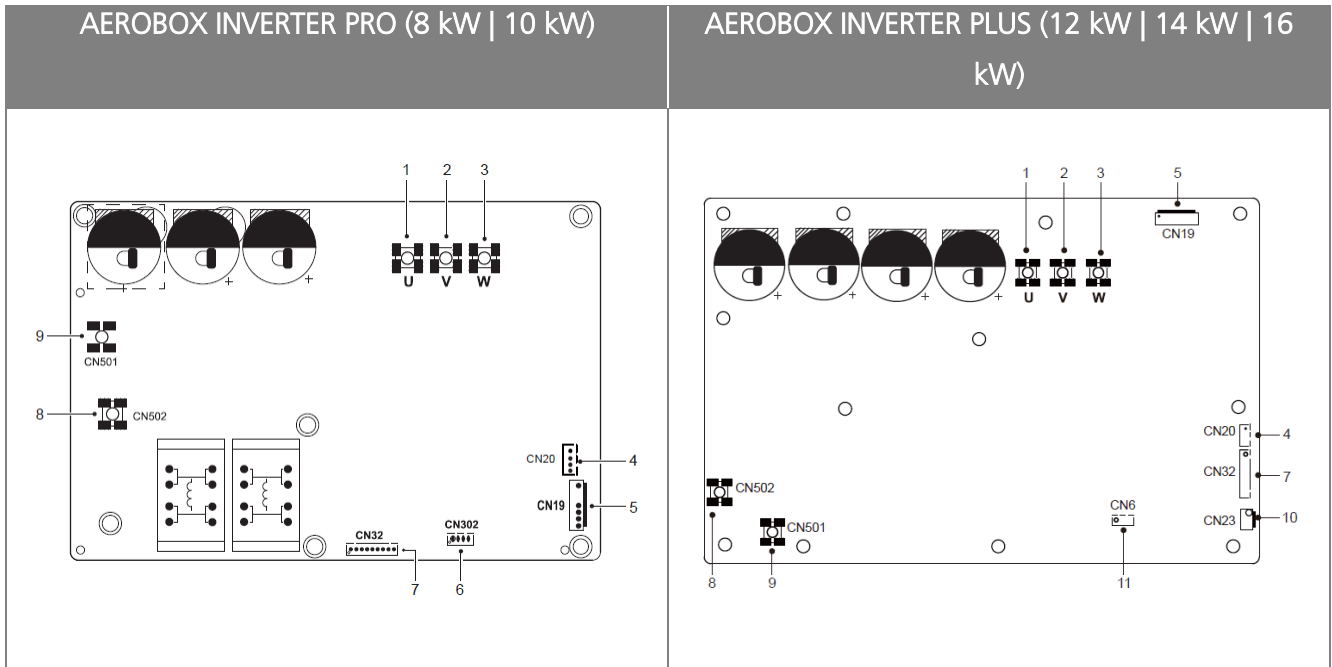 AEROBOX INVERTER PRO (8 kW | 10 kW)
AEROBOX INVERTER PLUS (12 kW | 14 kW | 16
kW)
1 2 3
U V W
9
CN501
8
CN502
CN20
4
CN19
5
CN32
CN302
7
6
1 2 3 5
CN19
U V W
CN20
4
CN32
7
CN502
CN6
CN23
10
CN501
8
9
11
+
+
+
+
+
+
+